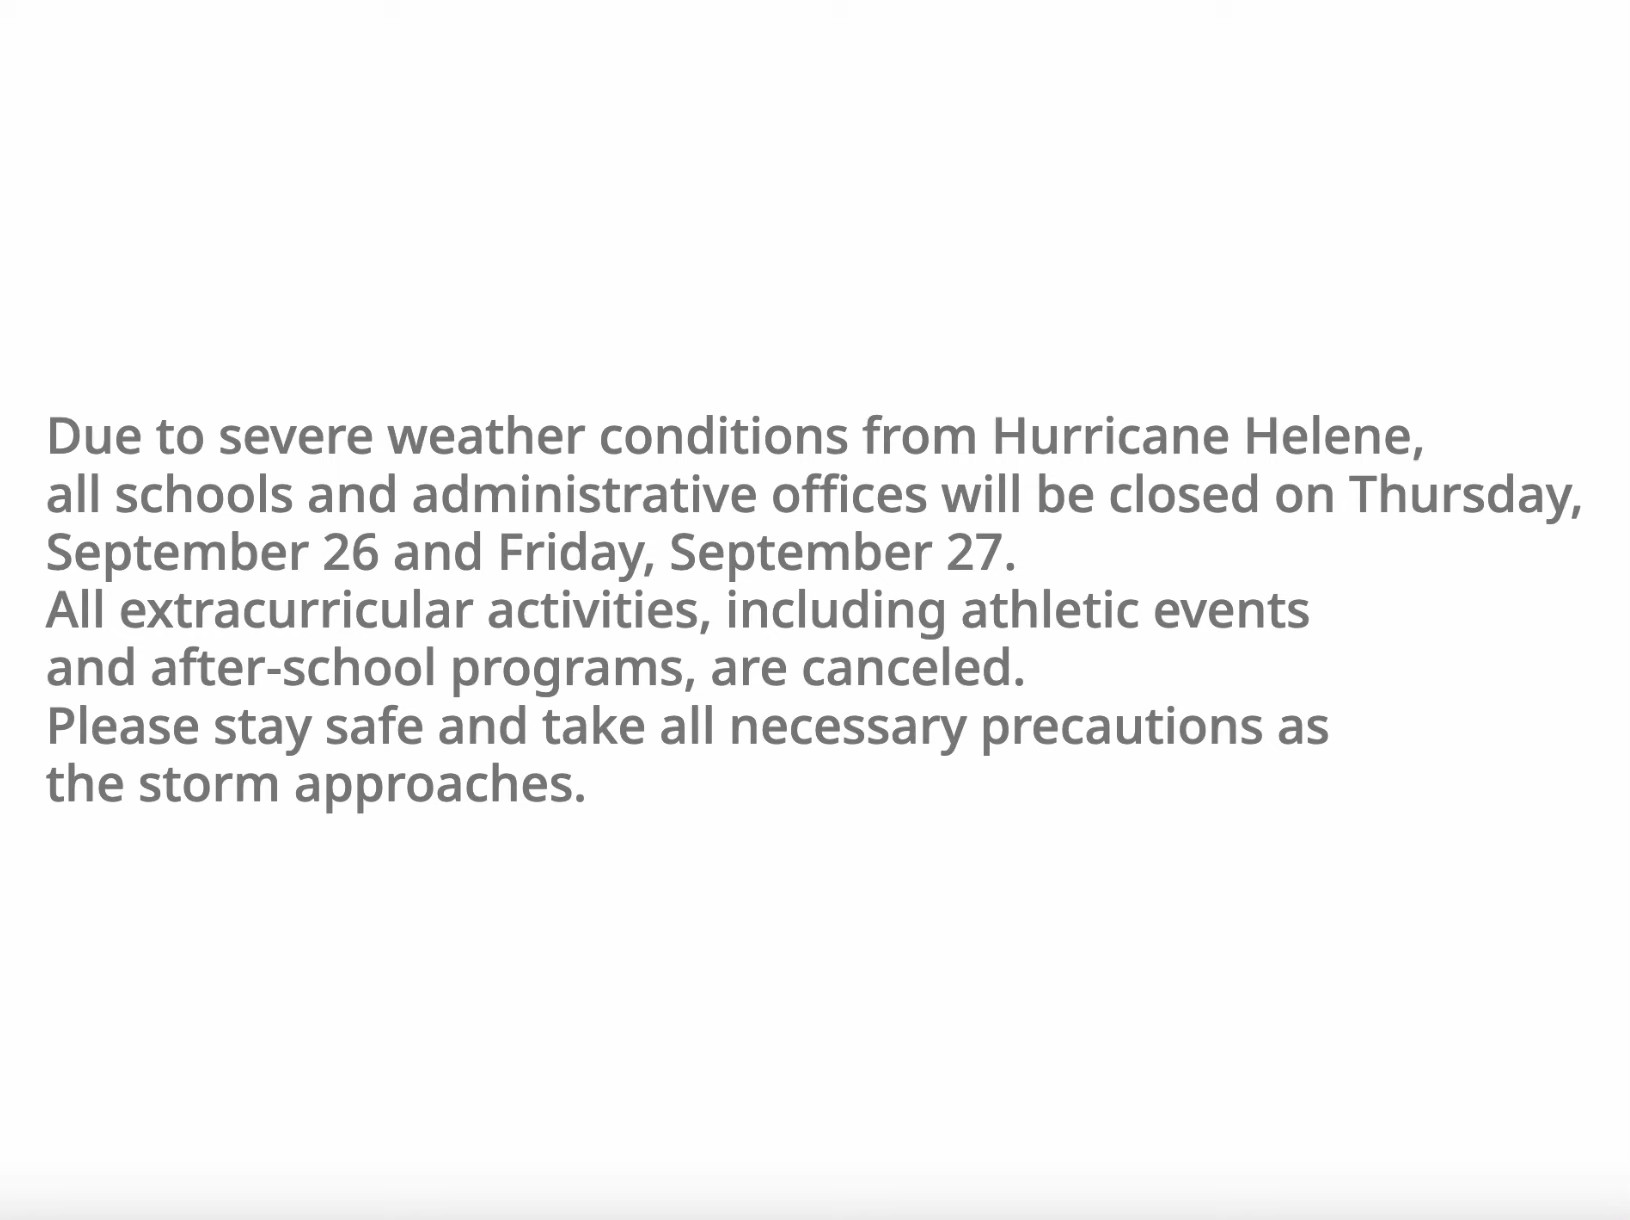 Due to severe weather conditions from Hurricane Helene,
all schools and administrative offices will be closed on Thursday,
September 26 and Friday, September 27.
All extracurricular activities, including athletic events
and after-school programs, are canceled.
Please stay safe and take all necessary precautions as
the storm approaches.